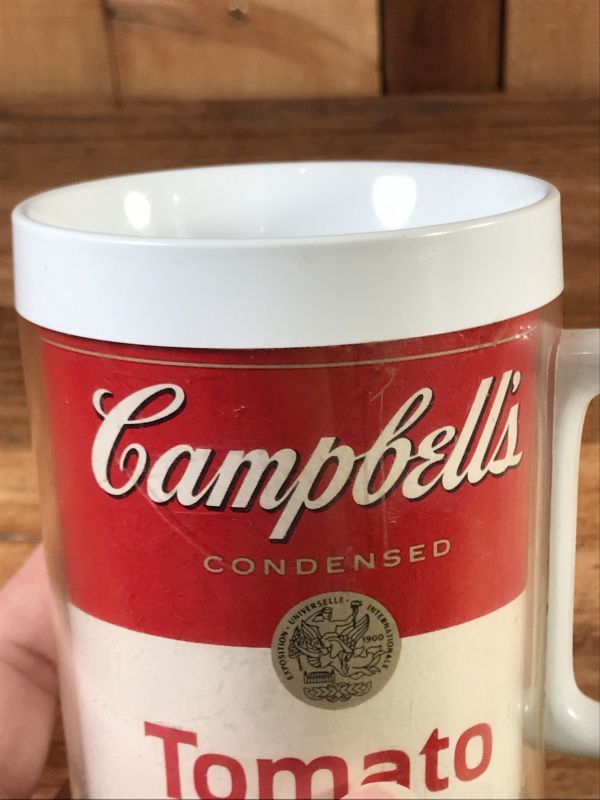 Campbell's
CONDENSED
EXPOSITION · UNIVERSELLE · INTERNATIONALE
1900
Tomato